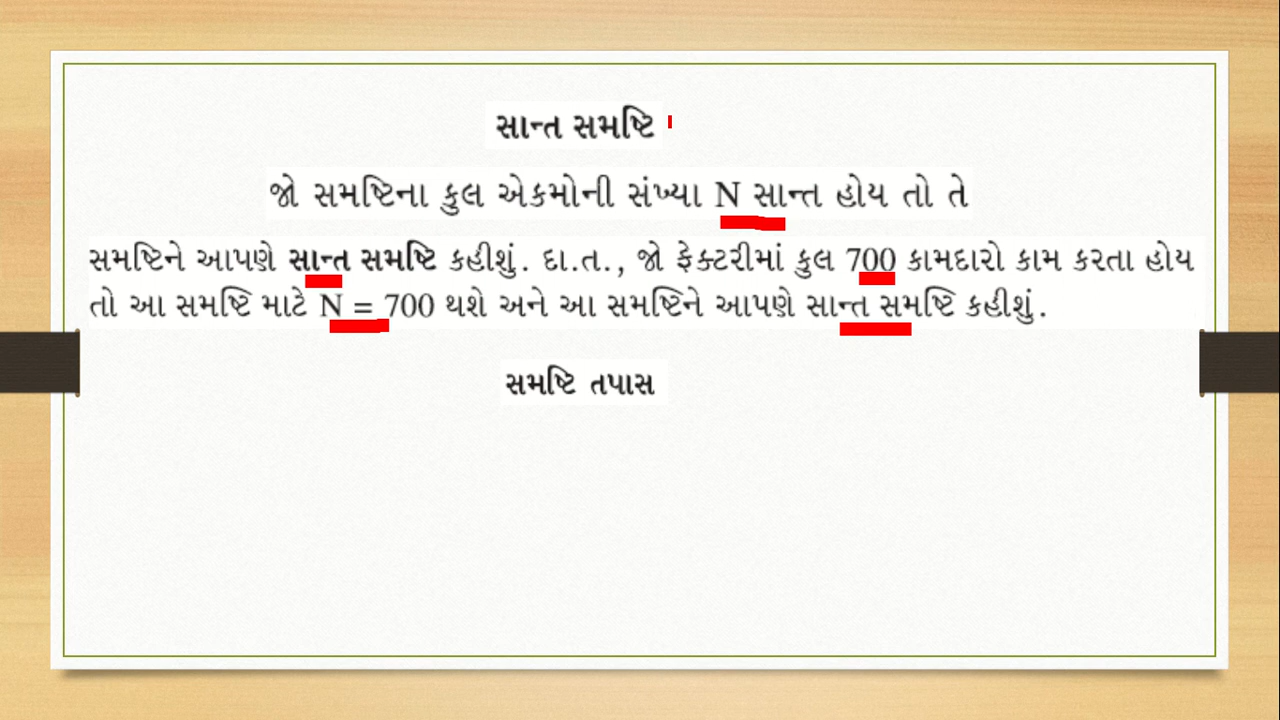 સાન્ત સમષ્ટિ
જો સમષ્ટિના કુલ એકમોની સંખ્યા N સાન્ત હોય તો તે
સમષ્ટિને આપણે સાન્ત સમષ્ટિ કહીશું. દા.ત., જો ફેક્ટરીમાં કુલ 700 કામદારો કામ કરતા હોય
તો આ સમષ્ટિ માટે N = 700 થશે અને આ સમષ્ટિને આપણે સાન્ત સમષ્ટિ કહીશું.
સમષ્ટિ તપાસ